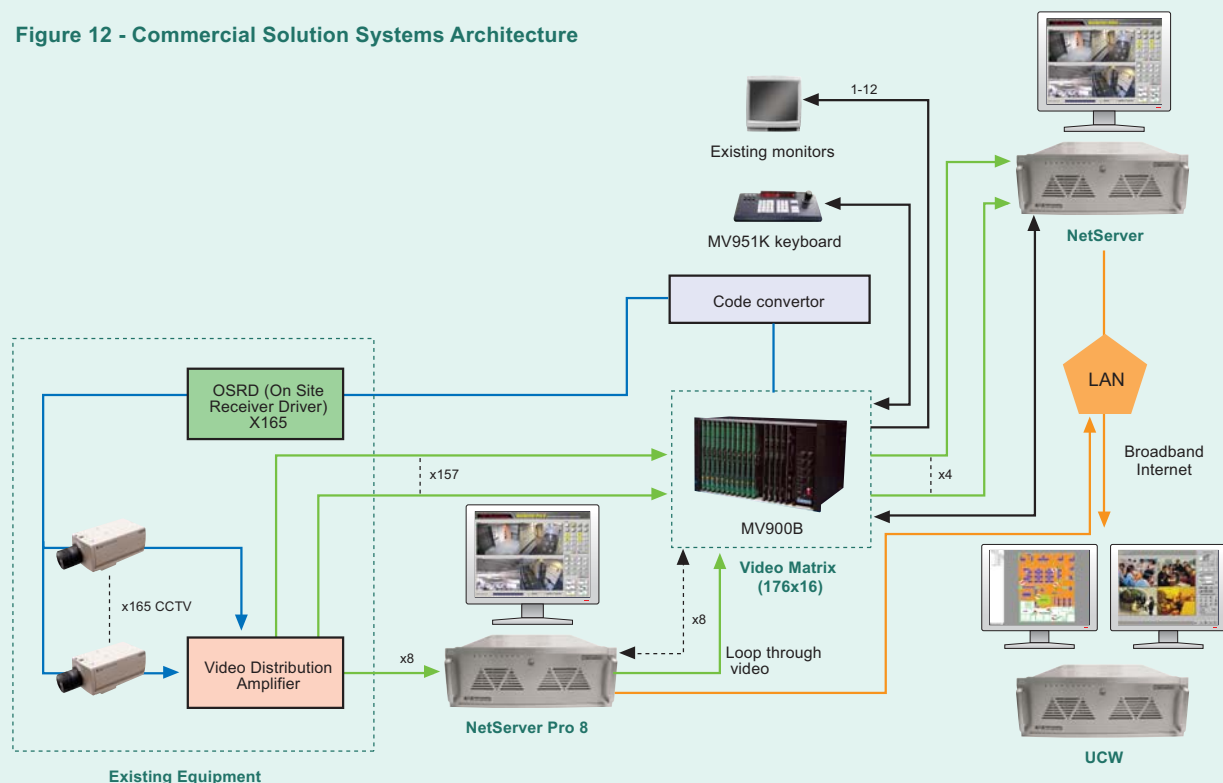 Figure 12 - Commercial Solution Systems Architecture
1-12
Existing monitors
MV951K keyboard
NetServer
Code convertor
OSRD (On Site
Receiver Driver)
X165
LAN
Broadband
Internet
x157
x4
MV900B
Video Matrix
(176x16)
x165 CCTV
Video Distribution
Amplifier
x8
x8
Loop through
video
NetServer Pro 8
UCW
Existing Equipment